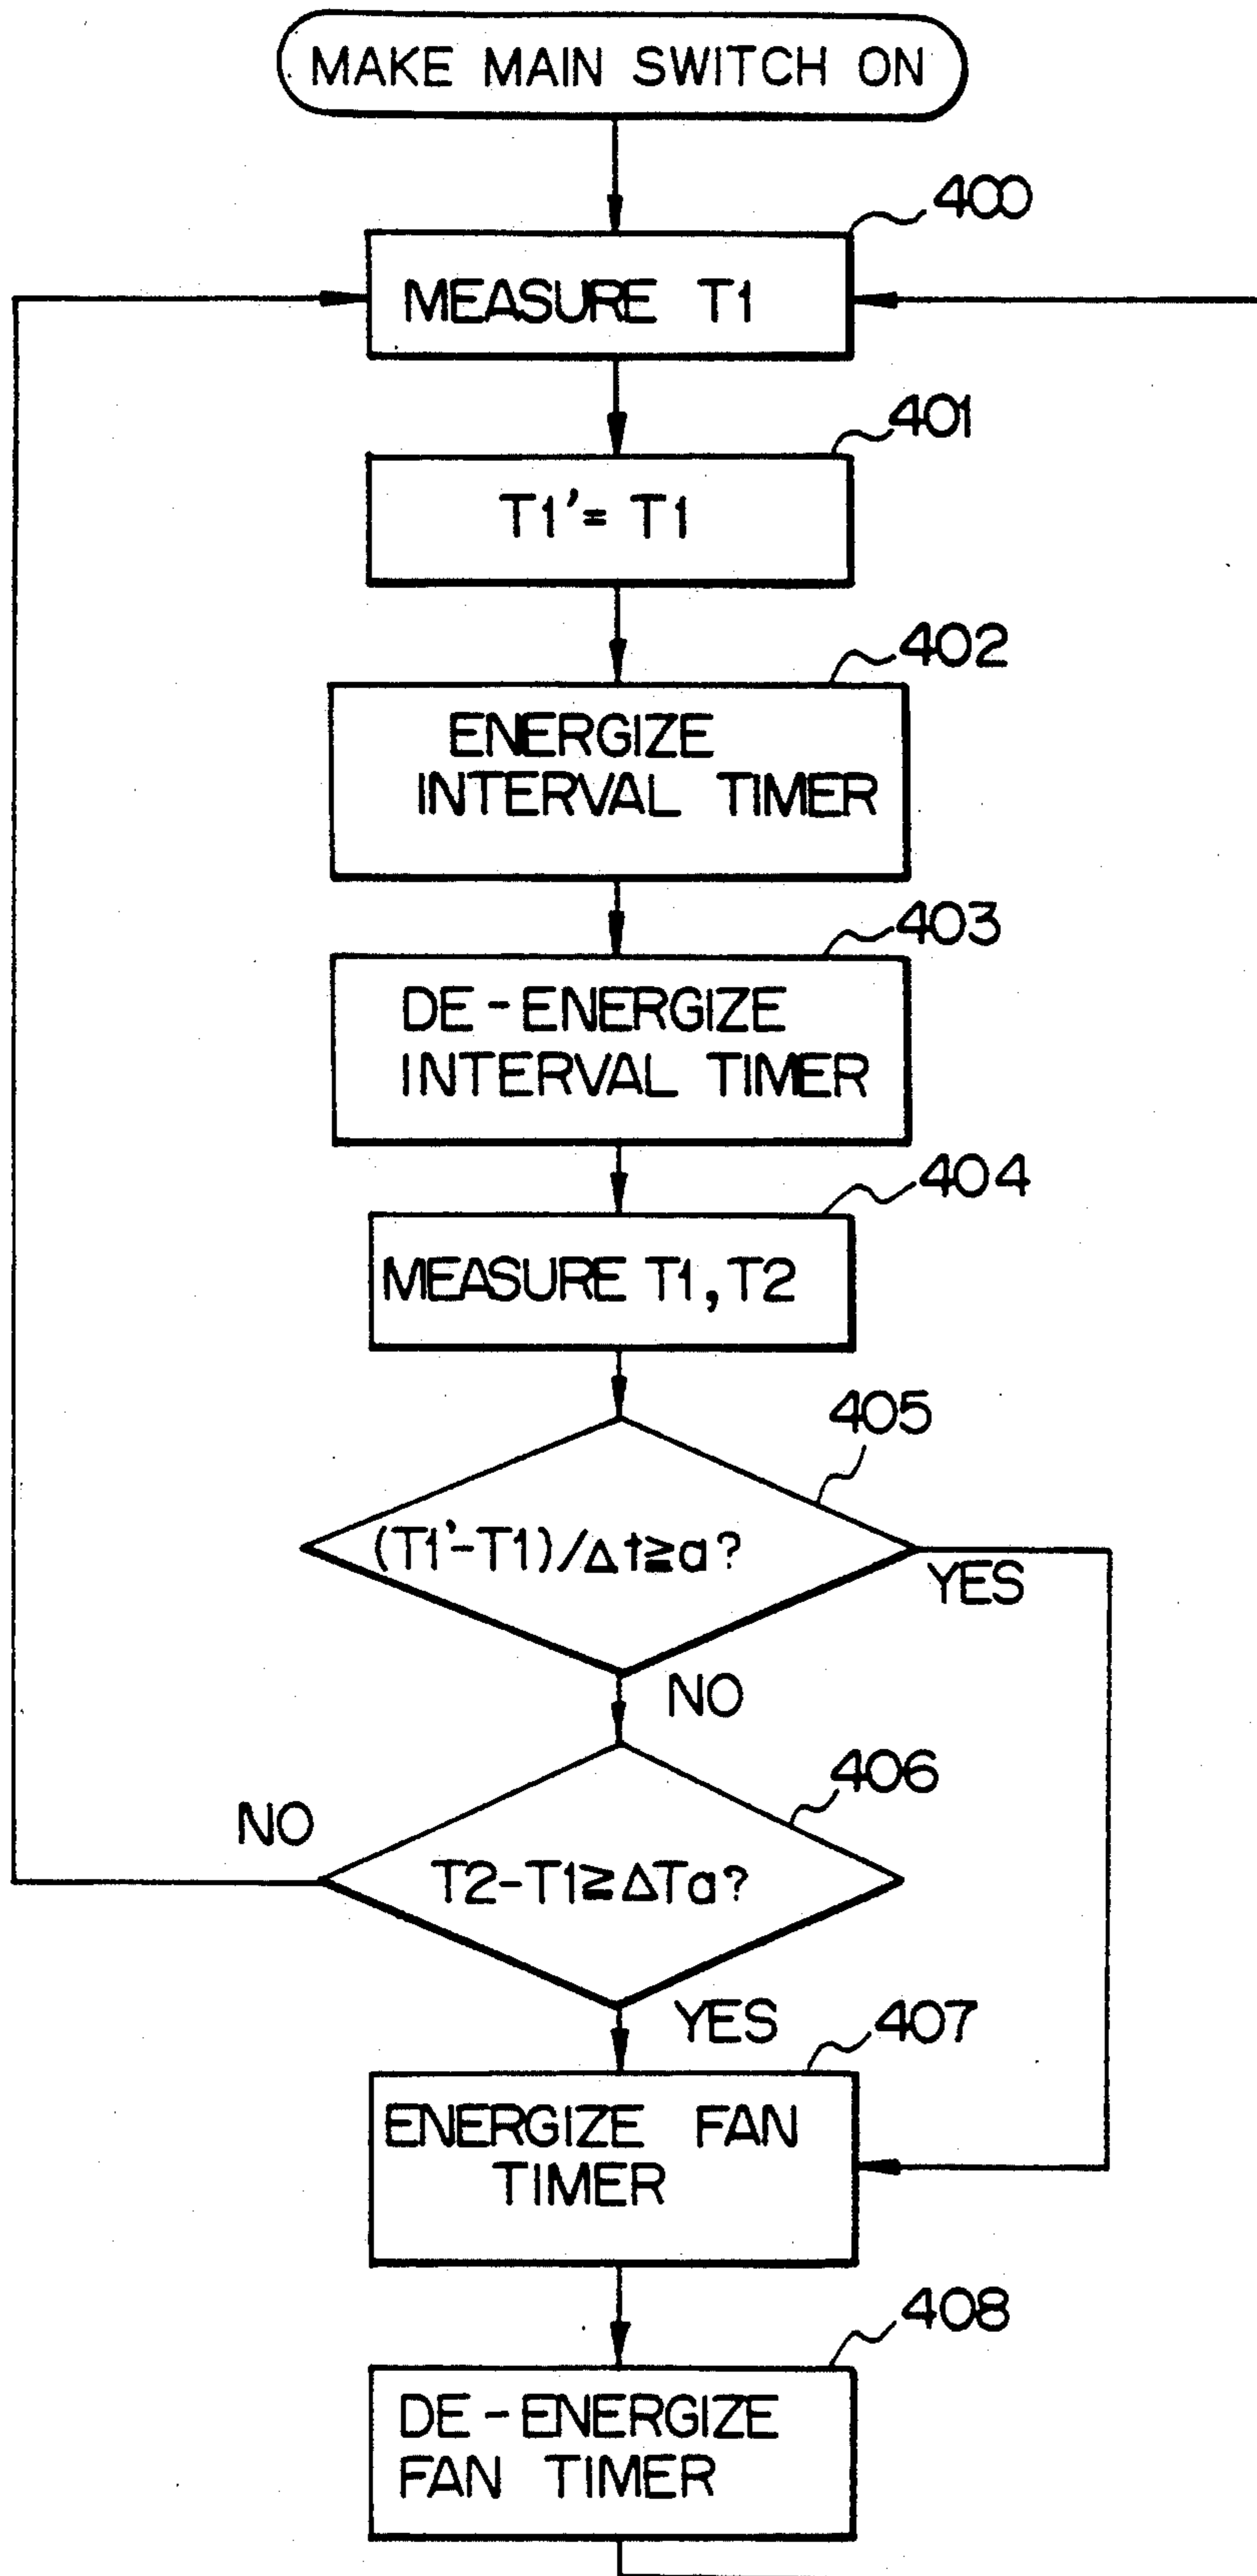 MAKE MAIN SWITCH ON
400
MEASURE T1
401
T1'= T1
402
ENERGIZE
INTERVAL TIMER
403
DE-ENERGIZE
INTERVAL TIMER
404
MEASURE T1, T2
405
(T1'-T1)/Δt≧a?
YES
NO
406
NO
T2-T1≧ΔTa?
YES
407
ENERGIZE FAN
TIMER
408
DE-ENERGIZE
FAN TIMER